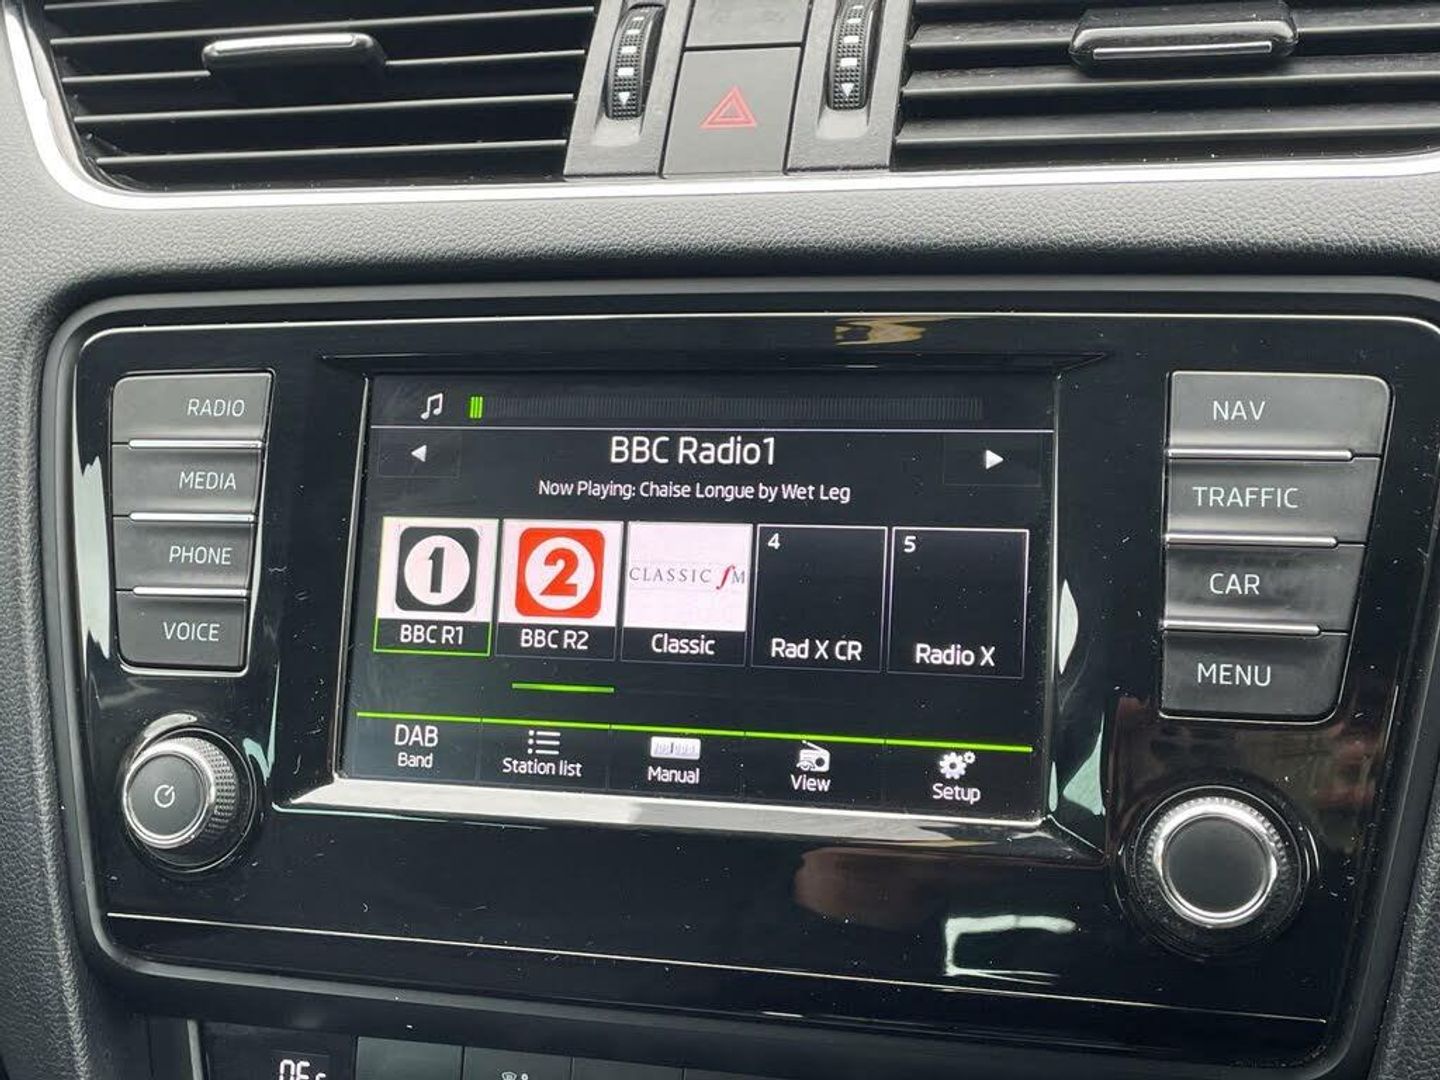 RADIO
MEDIA
PHONE
VOICE
BBC Radio1
Now Playing: Chaise Longue by Wet Leg
1
BBC R1
2
BBC R2
CLASSIC fM
Classic
4
Rad X CR
5
Radio X
DAB
Band
Station list
Manual
View
Setup
NAV
TRAFFIC
CAR
MENU